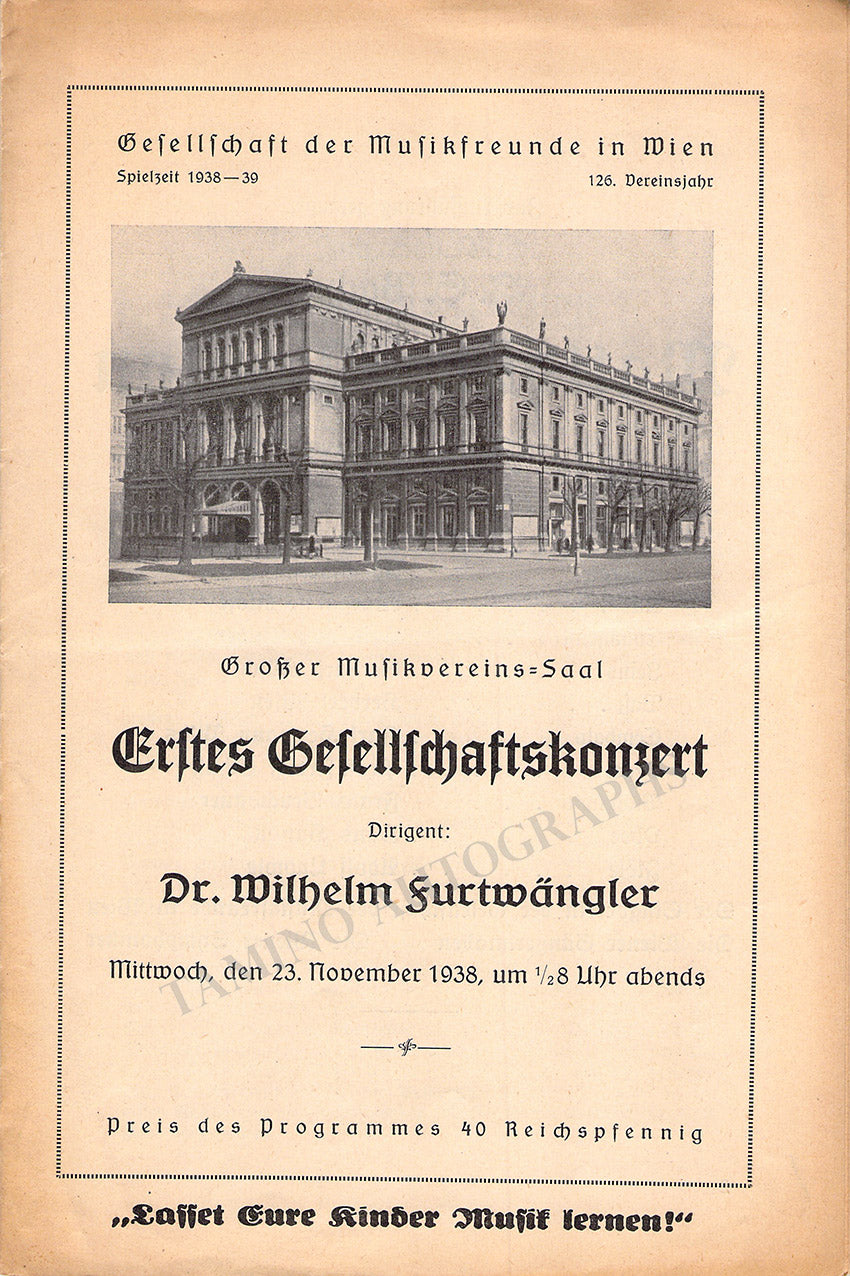 Gesellschaft der Musikfreunde in Wien
Spielzeit 1938—39
126. Vereinsjahr
Großer Musikvereins=Saal
Erstes Gesellschaftskonzert
Dirigent:
Dr. Wilhelm Furtwängler
TAMINO AUTOGRAPHS
Mittwoch, den 23. November 1938, um ½8 Uhr abends
Preis des Programmes 40 Reichspfennig
„Lasset Eure Kinder Musik lernen!“